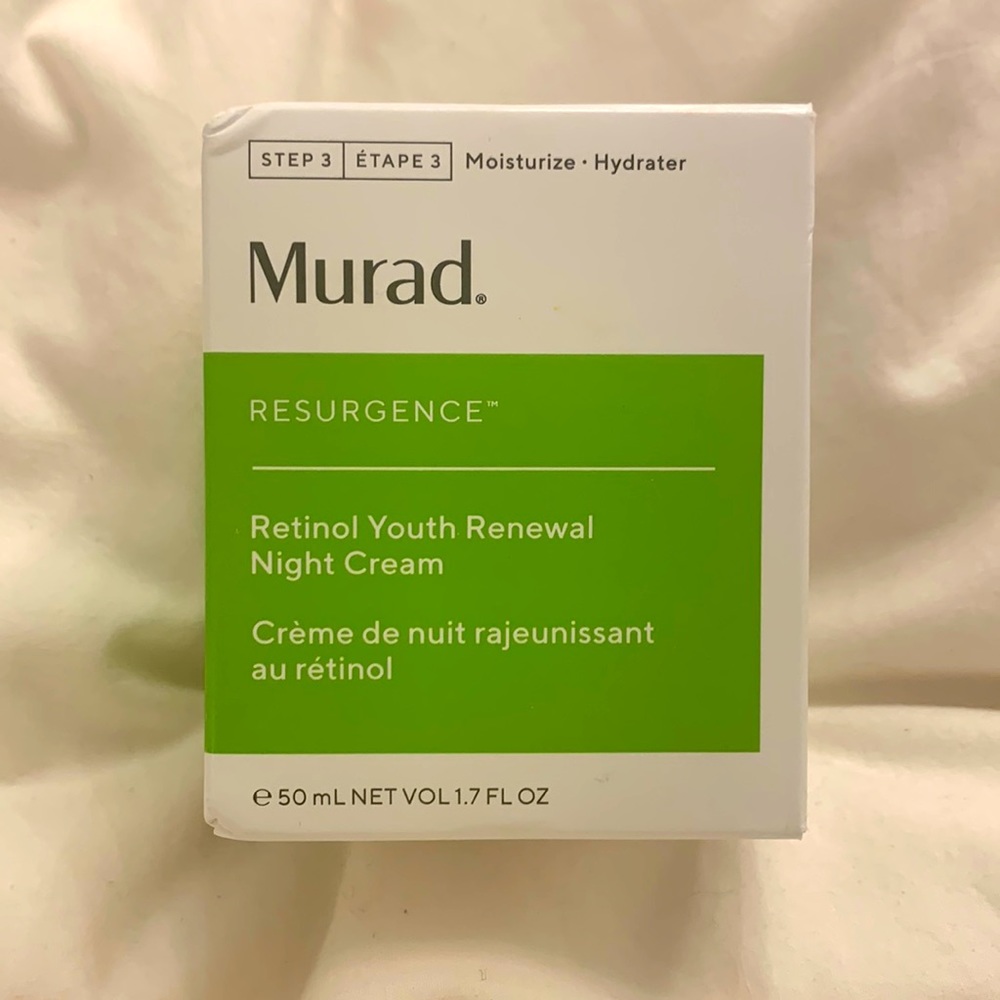 STEP 3 ÉTAPE 3 Moisturize · Hydrater
Murad.®
RESURGENCE™
Retinol Youth Renewal
Night Cream
Crème de nuit rajeunissant
au rétinol
℮ 50 mL NET VOL 1.7 FL OZ